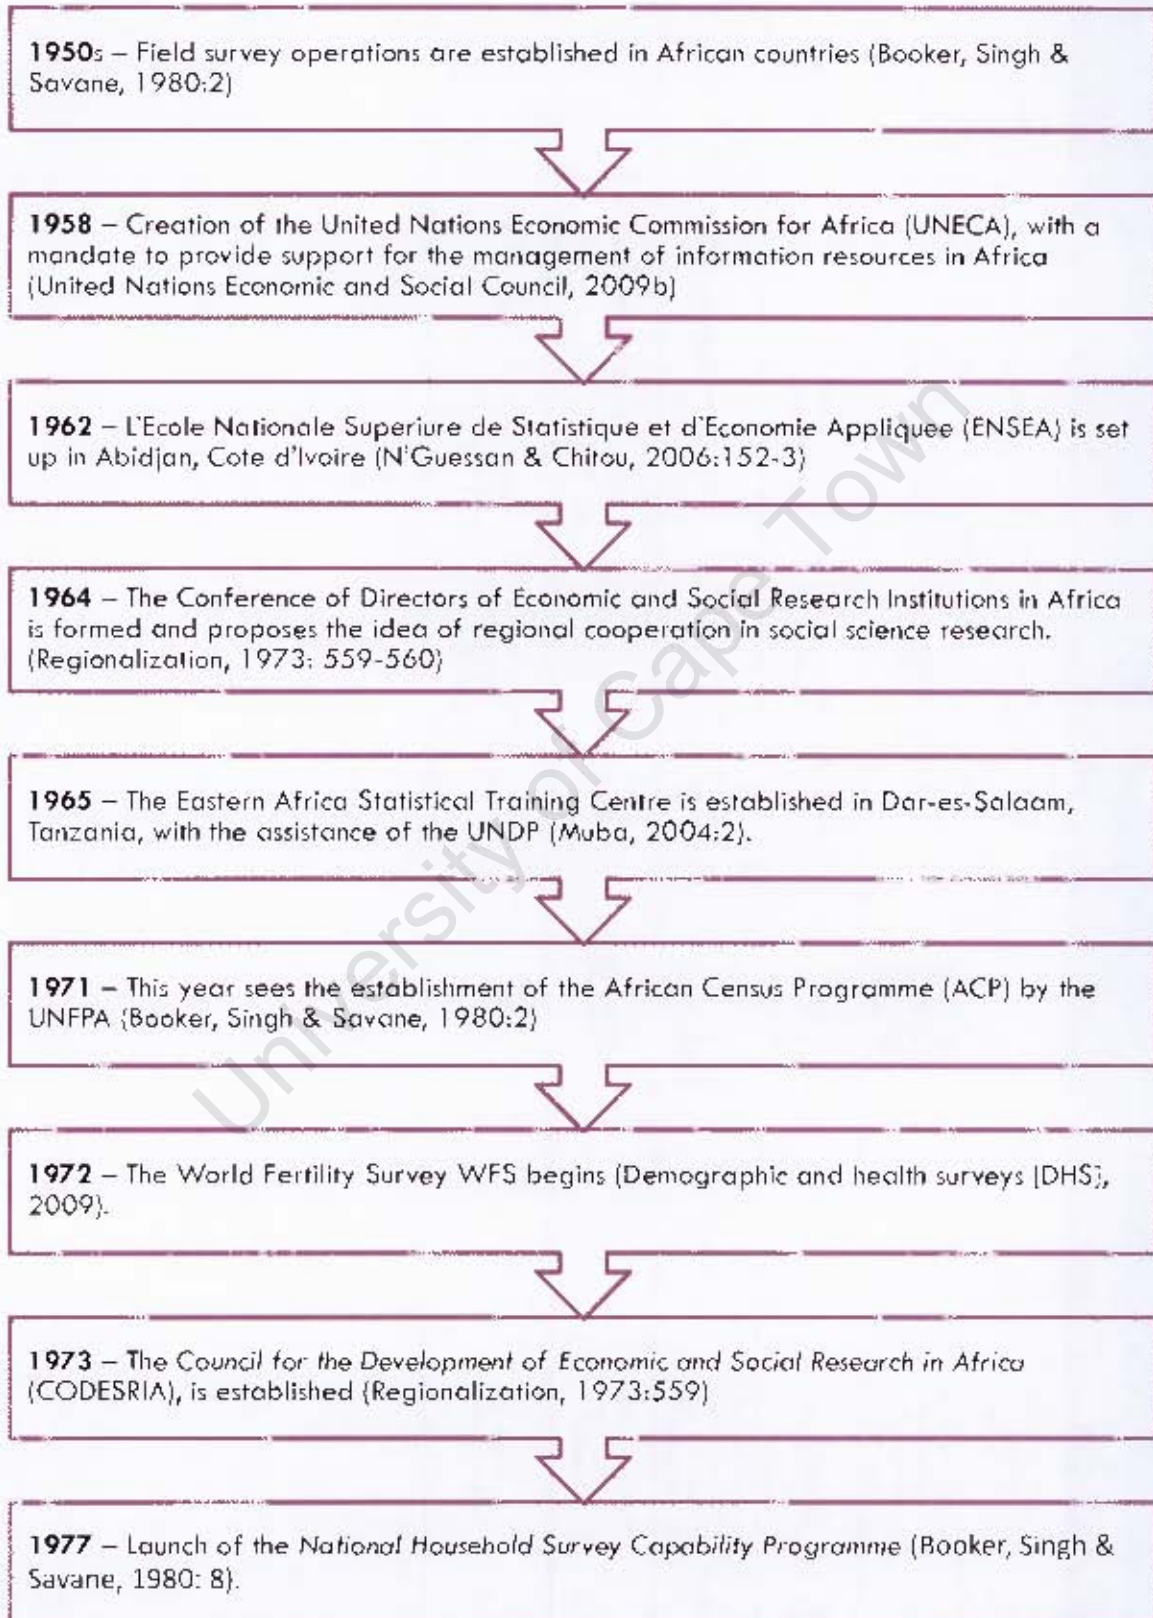 1950s – Field survey operations are established in African countries (Booker, Singh &
Savane, 1980:2)
1958 – Creation of the United Nations Economic Commission for Africa (UNECA), with a
mandate to provide support for the management of information resources in Africa
(United Nations Economic and Social Council, 2009b)
1962 – L'Ecole Nationale Superiure de Statistique et d'Economie Appliquee (ENSEA) is set
up in Abidjan, Cote d'Ivoire (N'Guessan & Chitou, 2006:152-3)
1964 – The Conference of Directors of Economic and Social Research Institutions in Africa
is formed and proposes the idea of regional cooperation in social science research.
(Regionalization, 1973: 559-560)
1965 – The Eastern Africa Statistical Training Centre is established in Dar-es-Salaam,
Tanzania, with the assistance of the UNDP (Muba, 2004:2).
1971 – This year sees the establishment of the African Census Programme (ACP) by the
UNFPA (Booker, Singh & Savane, 1980:2)
1972 – The World Fertility Survey WFS begins (Demographic and health surveys [DHS],
2009).
1973 – The Council for the Development of Economic and Social Research in Africa
(CODESRIA), is established (Regionalization, 1973:559)
1977 – Launch of the National Household Survey Capability Programme (Booker, Singh &
Savane, 1980: 8).
University of Cape Town